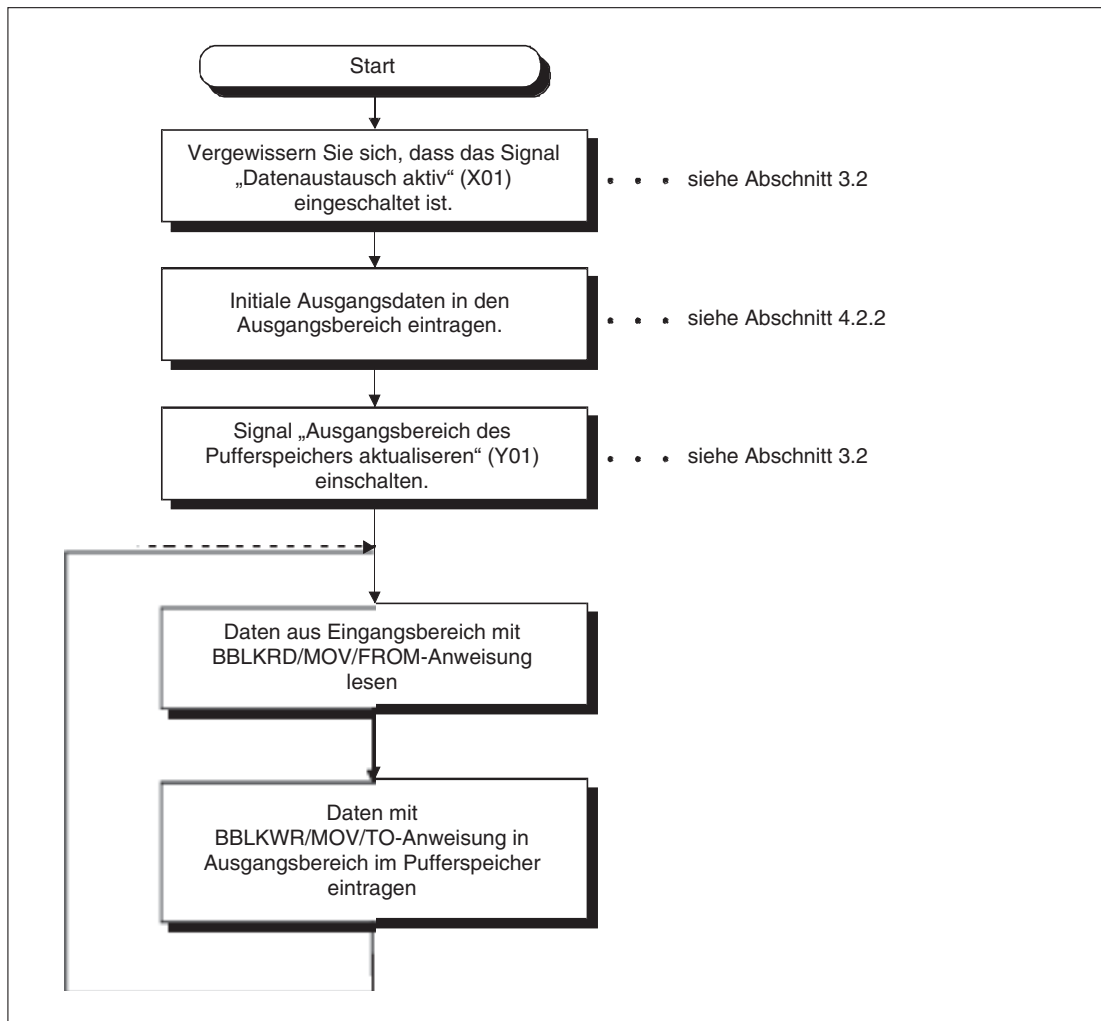 Start
Vergewissern Sie sich, dass das Signal
„Datenaustausch aktiv“ (X01)
eingeschaltet ist.
siehe Abschnitt 3.2
Initiale Ausgangsdaten in den
Ausgangsbereich eintragen.
siehe Abschnitt 4.2.2
Signal „Ausgangsbereich des
Pufferspeichers aktualiseren“ (Y01)
einschalten.
siehe Abschnitt 3.2
Daten aus Eingangsbereich mit
BBLKRD/MOV/FROM-Anweisung
lesen
Daten mit
BBLKWR/MOV/TO-Anweisung in
Ausgangsbereich im Pufferspeicher
eintragen